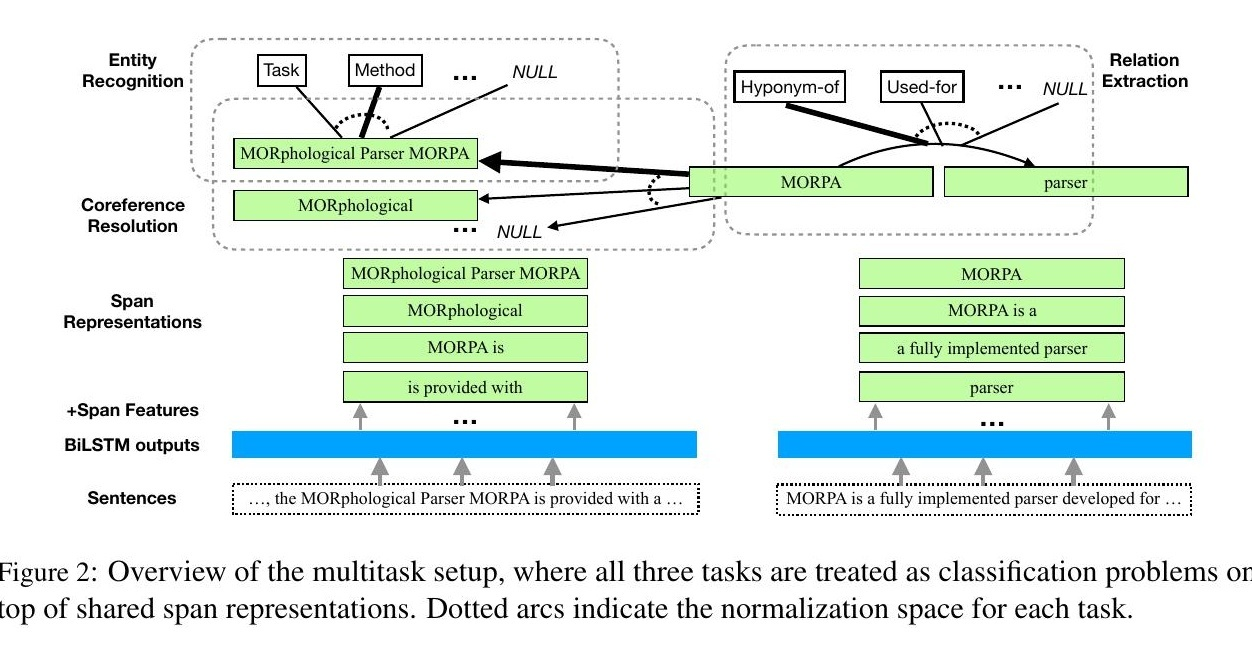 Entity
Recognition
Task
Method
...
NULL
Hyponym-of
Used-for
...
NULL
Relation
Extraction
MORphological Parser MORPA
MORPA
parser
Coreference
Resolution
MORphological
...
NULL
Span
Representations
MORphological Parser MORPA
MORphological
MORPA is
is provided with
MORPA
MORPA is a
a fully implemented parser
parser
+Span Features
...
...
BiLSTM outputs
Sentences
…, the MORphological Parser MORPA is provided with a …
MORPA is a fully implemented parser developed for …
Figure 2: Overview of the multitask setup, where all three tasks are treated as classification problems on
top of shared span representations. Dotted arcs indicate the normalization space for each task.